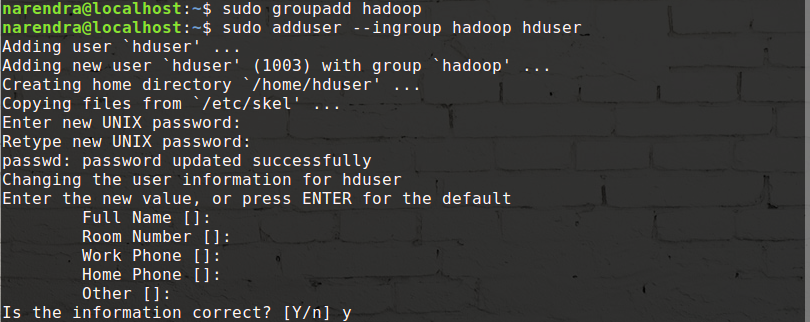 narendra@localhost:~$ sudo groupadd hadoop
narendra@localhost:~$ sudo adduser --ingroup hadoop hduser
Adding user `hduser' ...
Adding new user `hduser' (1003) with group `hadoop' ...
Creating home directory `/home/hduser' ...
Copying files from `/etc/skel' ...
Enter new UNIX password:
Retype new UNIX password:
passwd: password updated successfully
Changing the user information for hduser
Enter the new value, or press ENTER for the default
        Full Name []:
        Room Number []:
        Work Phone []:
        Home Phone []:
        Other []:
Is the information correct? [Y/n] y